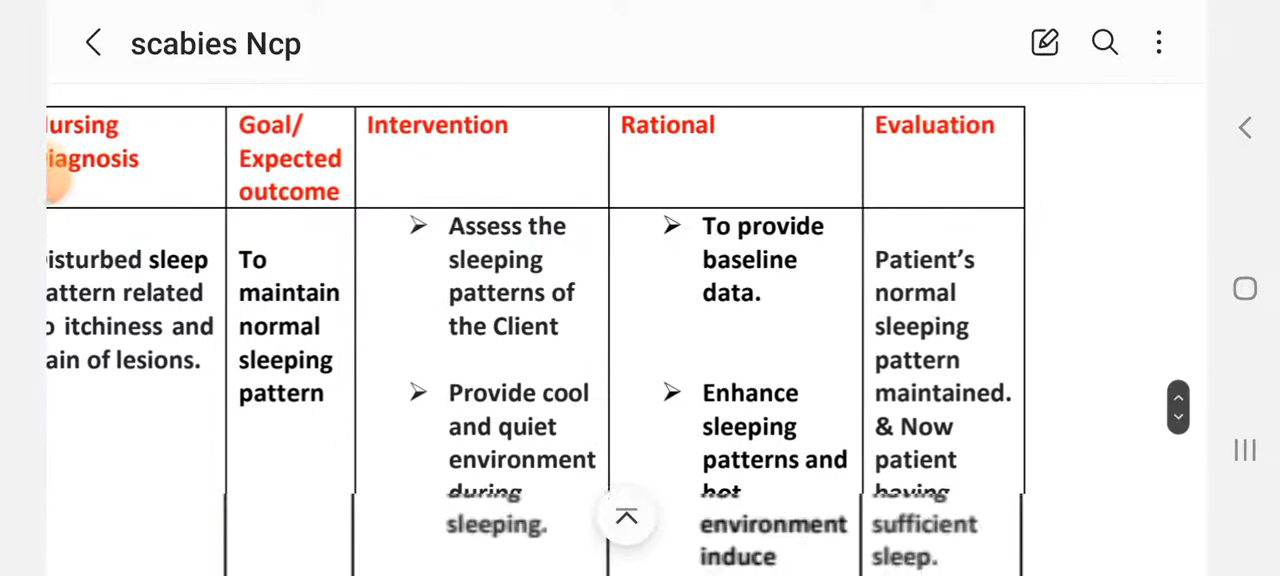 scabies Ncp
ursing
iagnosis
Goal/
Expected
outcome
Intervention
Rational
Evaluation
isturbed sleep
attern related
o itchiness and
ain of lesions.
To
maintain
normal
sleeping
pattern
➢ Assess the
sleeping
patterns of
the Client
➢ Provide cool
and quiet
environment
during
sleeping.
➢ To provide
baseline
data.
➢ Enhance
sleeping
patterns and
hot
environment
induce
Patient’s
normal
sleeping
pattern
maintained.
& Now
patient
having
sufficient
sleep.